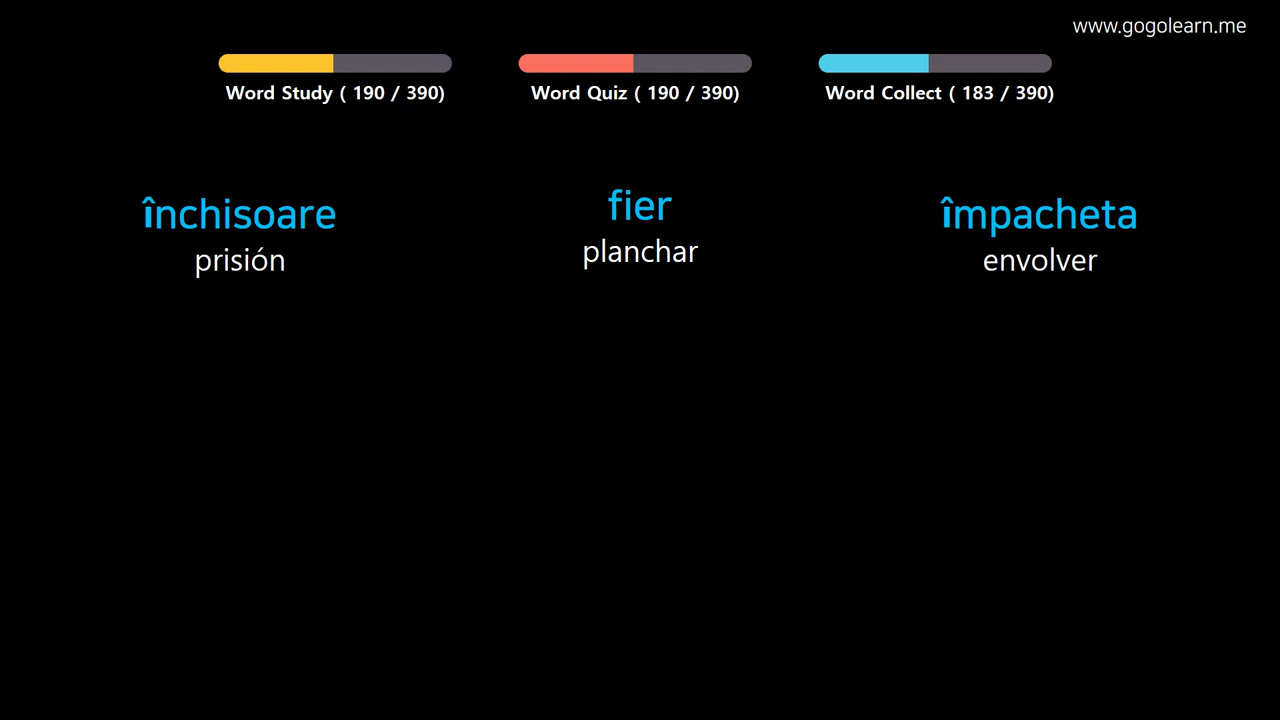 www.gogolearn.me
Word Study ( 190 / 390)
Word Quiz ( 190 / 390)
Word Collect ( 183 / 390)
închisoare
prisión
fier
planchar
împacheta
envolver